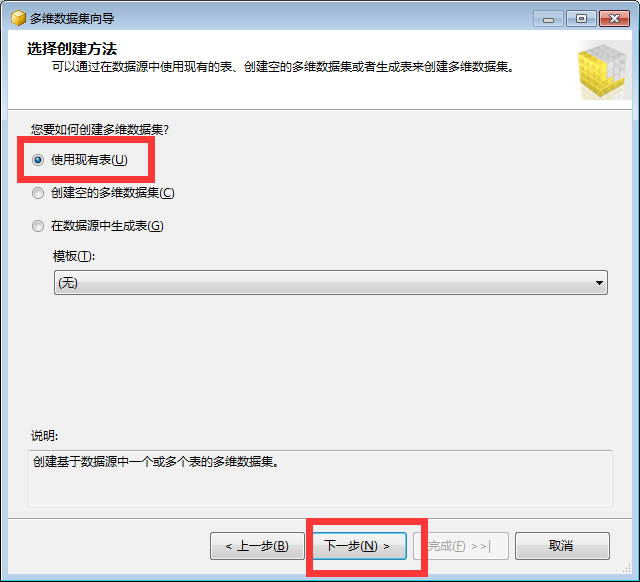 多维数据集向导
选择创建方法
可以通过在数据源中使用现有的表、创建空的多维数据集或者生成表来创建多维数据集。
您要如何创建多维数据集?
使用现有表(U)
创建空的多维数据集(C)
在数据源中生成表(G)
模板(T):
(无)
说明:
创建基于数据源中一个或多个表的多维数据集。
< 上一步(B) 下一步(N) > 完成(F) >>| 取消